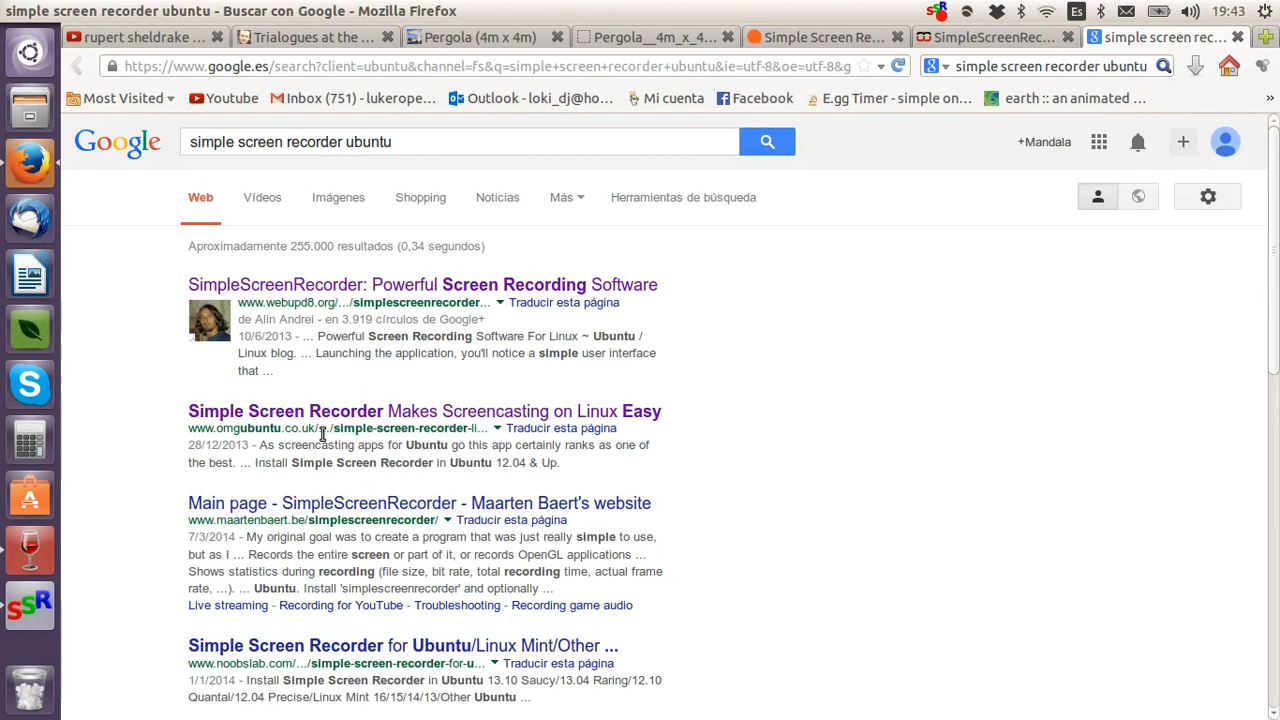 simple screen recorder ubuntu - Buscar con Google - Mozilla Firefox
Es
19:43
rupert sheldrake ...
Trialogues at the ...
Pergola (4m x 4m)
Pergola__4m_x_4...
Simple Screen Re...
SimpleScreenRec...
simple screen rec...
https://www.google.es/search?client=ubuntu&channel=fs&q=simple+screen+recorder+ubuntu&ie=utf-8&oe=utf-8&g
simple screen recorder ubuntu
Most Visited
Youtube
Inbox (751) - lukerope...
Outlook - loki_dj@ho...
Mi cuenta
Facebook
E.gg Timer - simple on...
earth :: an animated ...
»
Google
simple screen recorder ubuntu
+Mandala
Web
Vídeos
Imágenes
Shopping
Noticias
Más
Herramientas de búsqueda
Aproximadamente 255.000 resultados (0,34 segundos)
SimpleScreenRecorder: Powerful Screen Recording Software
www.webupd8.org/.../simplescreenrecorder... Traducir esta página
de Alin Andrei - en 3.919 círculos de Google+
10/6/2013 - ... Powerful Screen Recording Software For Linux ~ Ubuntu /
Linux blog. ... Launching the application, you'll notice a simple user interface
that ...
Simple Screen Recorder Makes Screencasting on Linux Easy
www.omgubuntu.co.uk/.../simple-screen-recorder-li... Traducir esta página
28/12/2013 - As screencasting apps for Ubuntu go this app certainly ranks as one of
the best. ... Install Simple Screen Recorder in Ubuntu 12.04 & Up.
Main page - SimpleScreenRecorder - Maarten Baert's website
www.maartenbaert.be/simplescreenrecorder/ Traducir esta página
7/3/2014 - My original goal was to create a program that was just really simple to use,
but as I ... Records the entire screen or part of it, or records OpenGL applications ...
Shows statistics during recording (file size, bit rate, total recording time, actual frame
rate, ...). ... Ubuntu. Install 'simplescreenrecorder' and optionally ...
Live streaming - Recording for YouTube - Troubleshooting - Recording game audio
Simple Screen Recorder for Ubuntu/Linux Mint/Other ...
www.noobslab.com/.../simple-screen-recorder-for-u... Traducir esta página
1/1/2014 - Install Simple Screen Recorder in Ubuntu 13.10 Saucy/13.04 Raring/12.10
Quantal/12.04 Precise/Linux Mint 16/15/14/13/Other Ubuntu ...
SSR